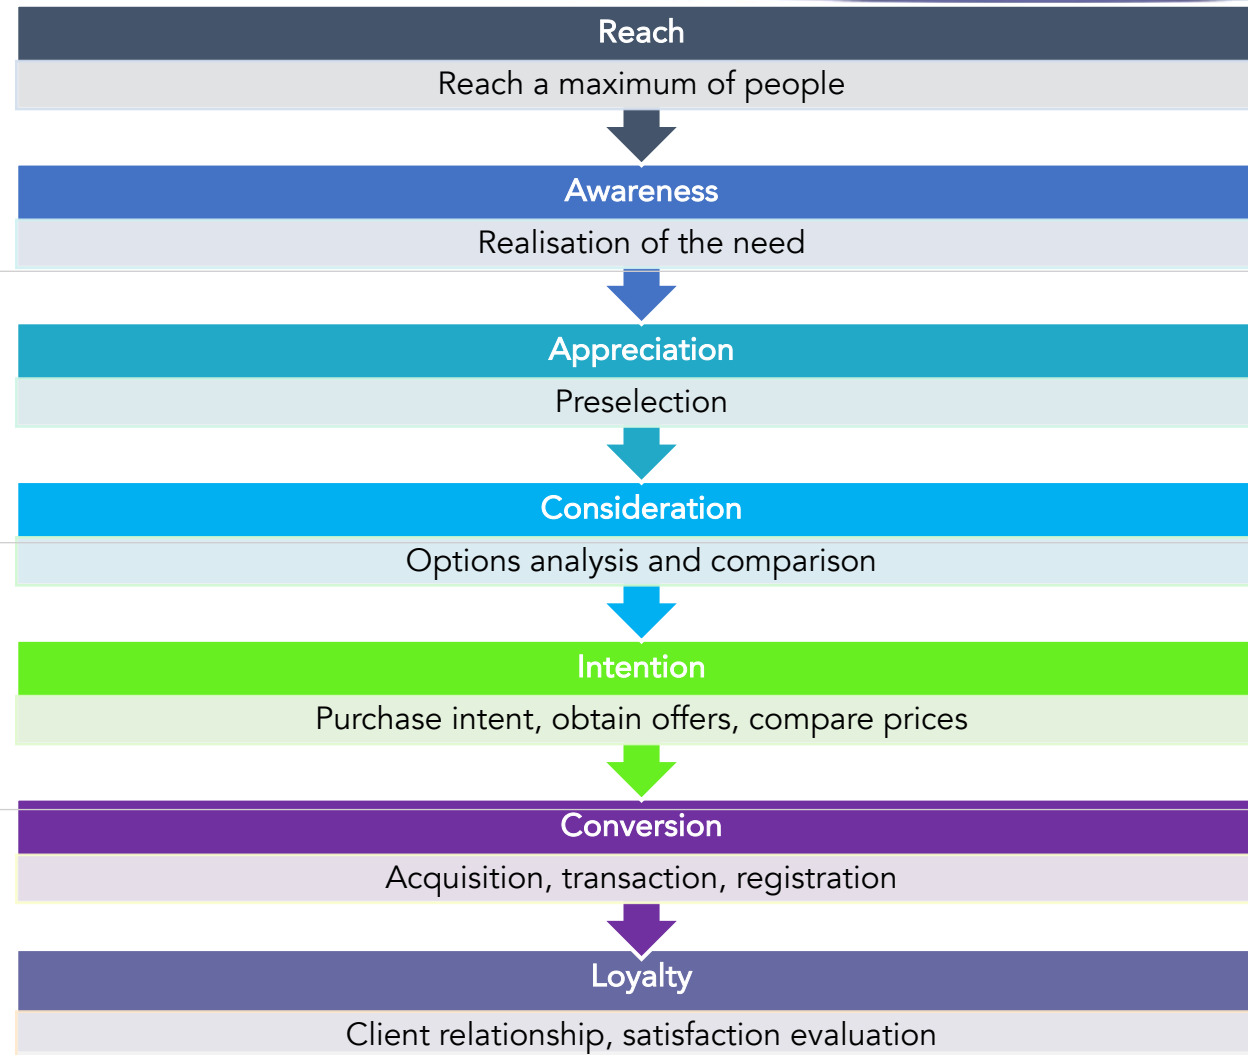 Reach
Reach a maximum of people
Awareness
Realisation of the need
Appreciation
Preselection
Consideration
Options analysis and comparison
Intention
Purchase intent, obtain offers, compare prices
Conversion
Acquisition, transaction, registration
Loyalty
Client relationship, satisfaction evaluation